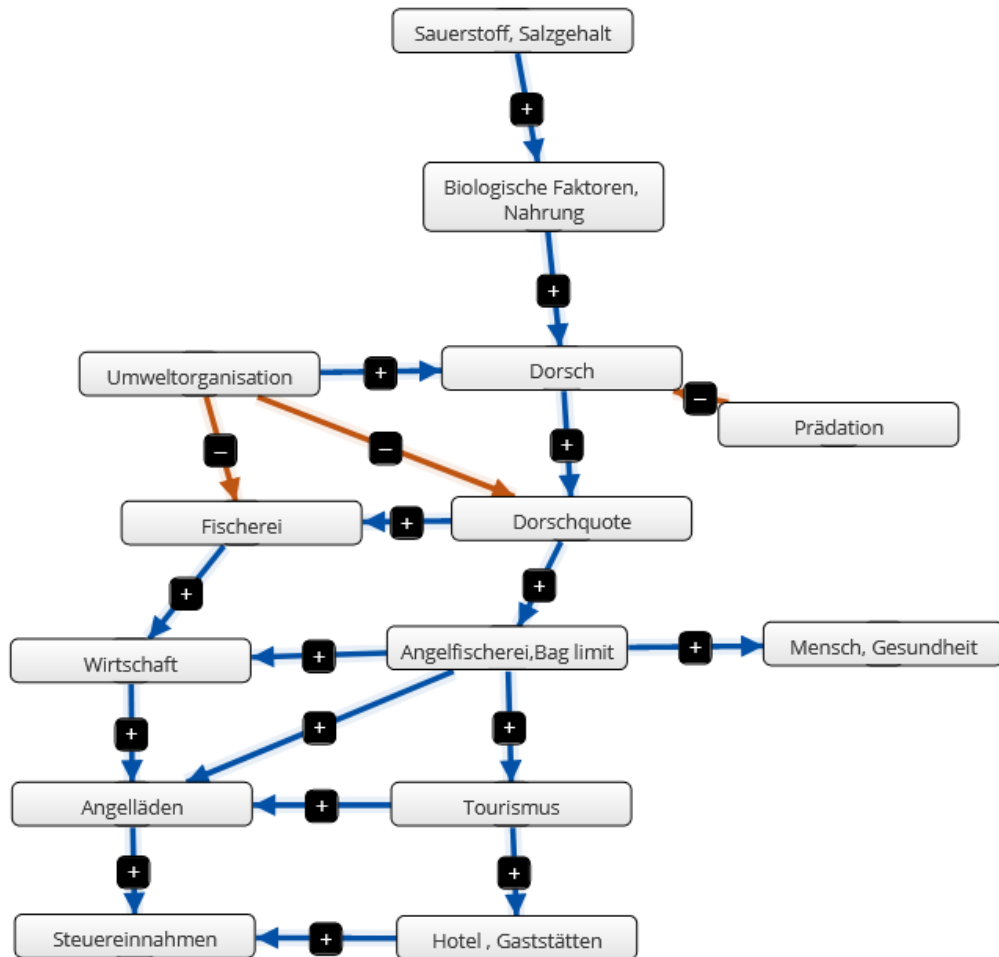 Sauerstoff, Salzgehalt
+
Biologische Faktoren,
Nahrung
+
Umweltorganisation
+
Dorsch
–
Prädation
–
–
+
Fischerei
+
Dorschquote
+
+
Wirtschaft
+
Angelfischerei,Bag limit
+
Mensch, Gesundheit
+
+
+
Angelläden
+
Tourismus
+
+
Steuereinnahmen
+
Hotel , Gaststätten